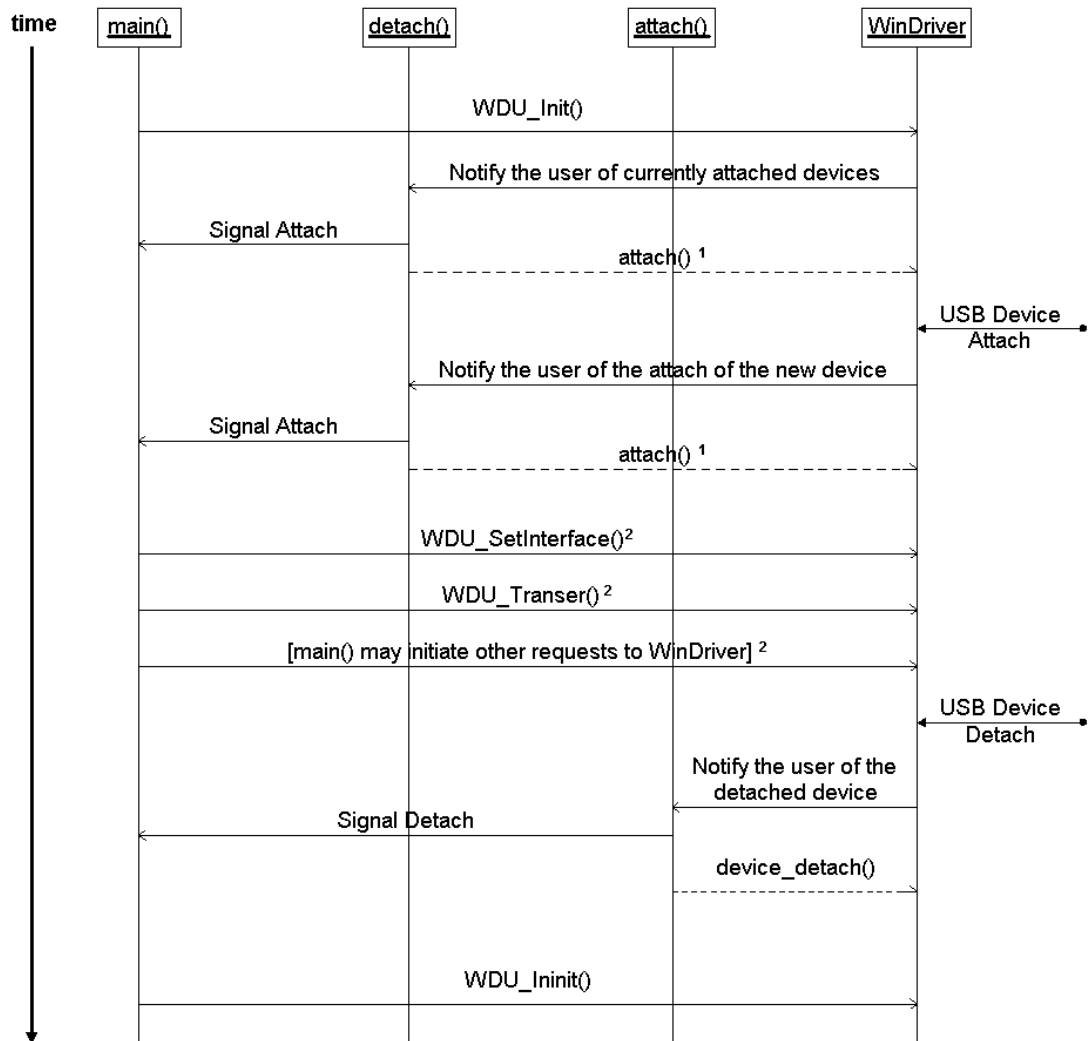 time
main()
detach()
attach()
WinDriver
WDU_Init()
Notify the user of currently attached devices
Signal Attach
attach() ¹
USB Device
Attach
Notify the user of the attach of the new device
Signal Attach
attach() ¹
WDU_SetInterface()²
WDU_Transer() ²
[main() may initiate other requests to WinDriver] ²
USB Device
Detach
Notify the user of the
detached device
Signal Detach
device_detach()
WDU_Ininit()